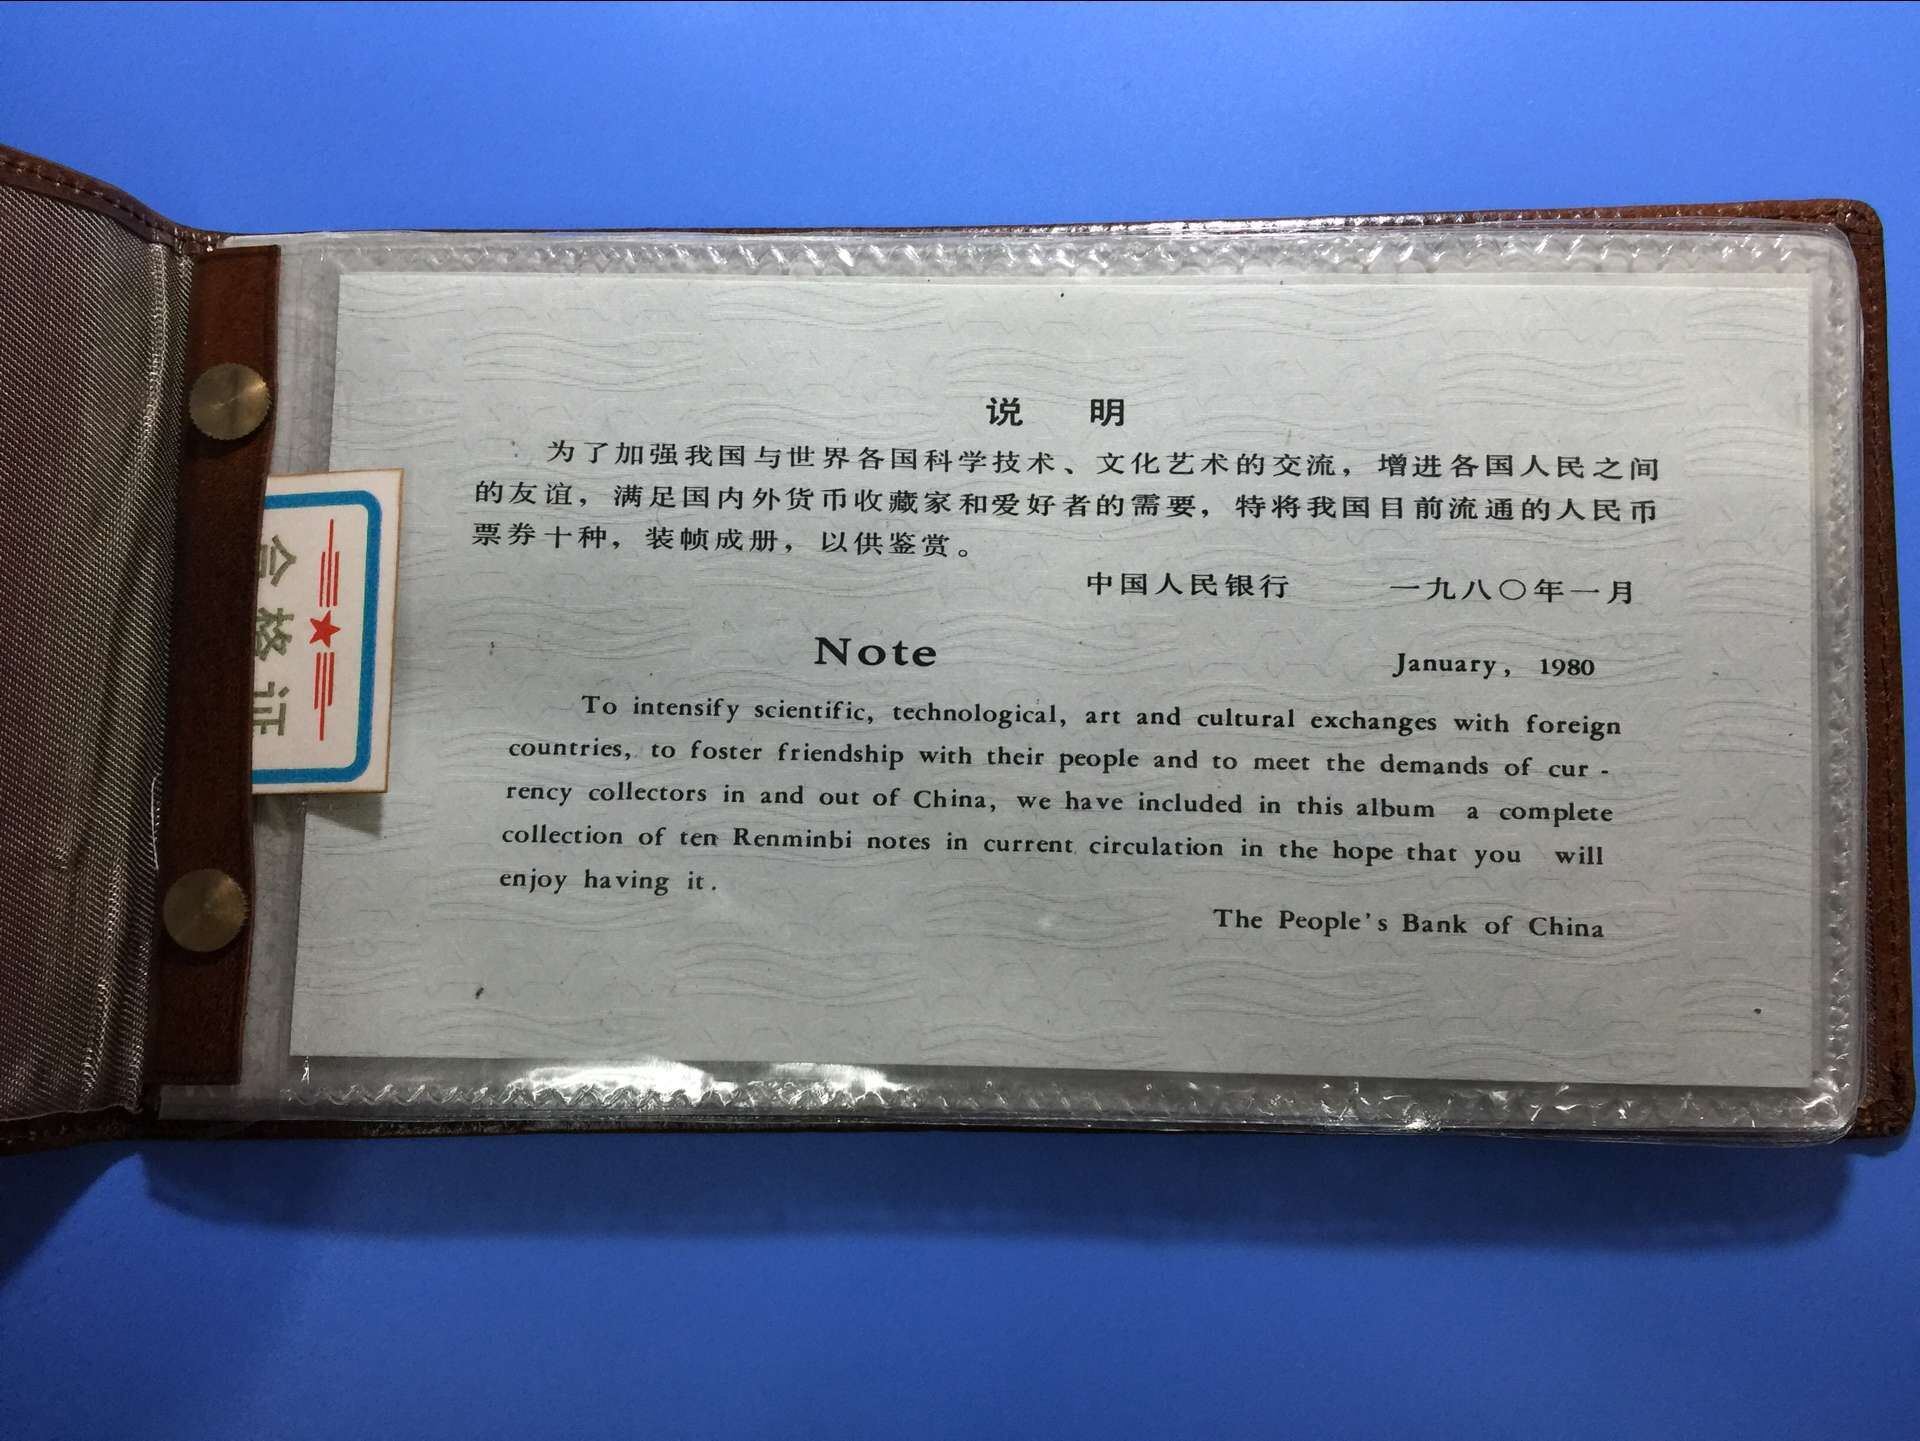 说 明
为了加强我国与世界各国科学技术、文化艺术的交流，增进各国人民之间
的友谊，满足国内外货币收藏家和爱好者的需要，特将我国目前流通的人民币
票券十种，装帧成册，以供鉴赏。
中国人民银行 一九八〇年一月
Note
January, 1980
To intensify scientific, technological, art and cultural exchanges with foreign
countries, to foster friendship with their people and to meet the demands of cur -
rency collectors in and out of China, we have included in this album a complete
collection of ten Renminbi notes in current circulation in the hope that you will
enjoy having it.
The People's Bank of China
合格证